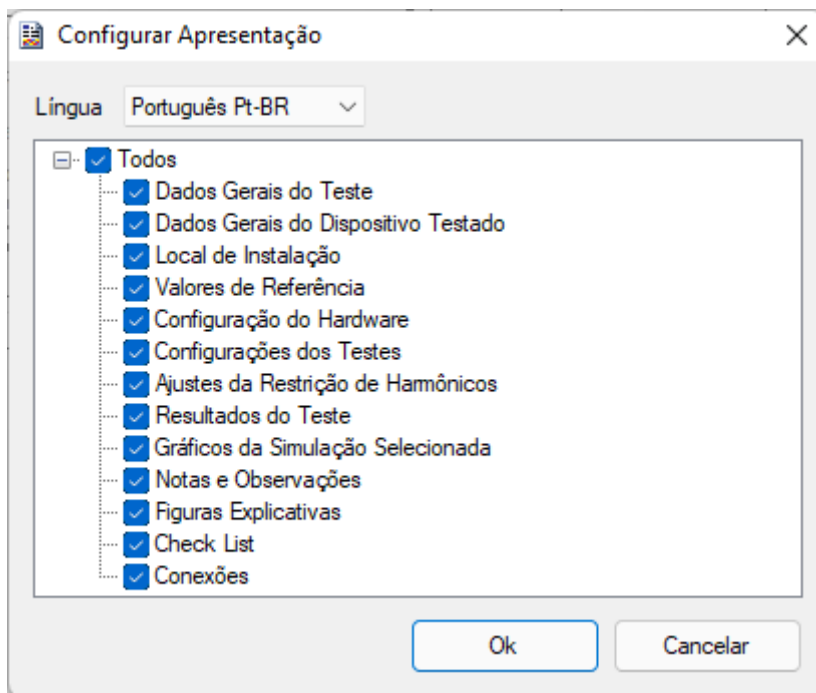 Configurar Apresentação
Língua Português Pt-BR
Todos
Dados Gerais do Teste
Dados Gerais do Dispositivo Testado
Local de Instalação
Valores de Referência
Configuração do Hardware
Configurações dos Testes
Ajustes da Restrição de Harmônicos
Resultados do Teste
Gráficos da Simulação Selecionada
Notas e Observações
Figuras Explicativas
Check List
Conexões
Ok Cancelar